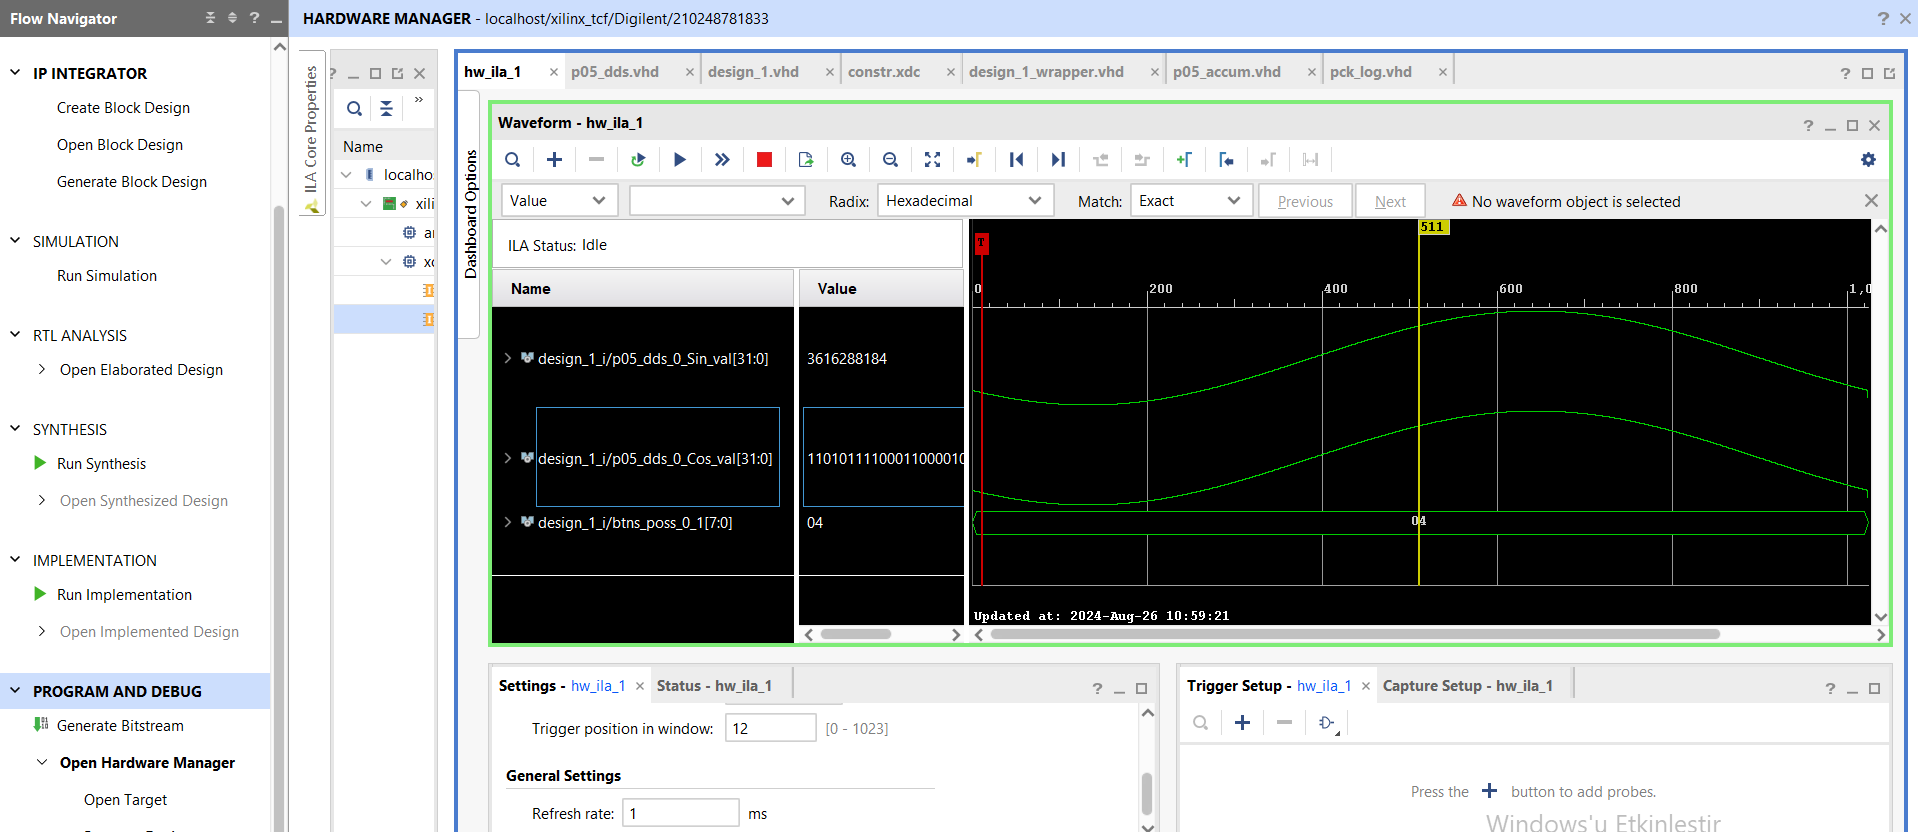 Flow Navigator
?
HARDWARE MANAGER - localhost/xilinx_tcf/Digilent/210248781833
?
IP INTEGRATOR
Create Block Design
Open Block Design
Generate Block Design
SIMULATION
Run Simulation
RTL ANALYSIS
Open Elaborated Design
SYNTHESIS
Run Synthesis
Open Synthesized Design
IMPLEMENTATION
Run Implementation
Open Implemented Design
PROGRAM AND DEBUG
Generate Bitstream
Open Hardware Manager
Open Target
ILA Core Properties
?
Name
localho
xili
ar
xc
hw_ila_1
p05_dds.vhd
design_1.vhd
constr.xdc
design_1_wrapper.vhd
p05_accum.vhd
pck_log.vhd
?
Dashboard Options
Waveform - hw_ila_1
?
Value
Radix:
Hexadecimal
Match:
Exact
Previous
Next
No waveform object is selected
ILA Status: Idle
Name
Value
design_1_i/p05_dds_0_Sin_val[31:0]
3616288184
design_1_i/p05_dds_0_Cos_val[31:0]
11010111100011000010
design_1_i/btns_poss_0_1[7:0]
04
T
511
0
200
400
600
800
1,0
04
Updated at: 2024-Aug-26 10:59:21
Settings - hw_ila_1
Status - hw_ila_1
?
Trigger position in window:
12
[0 - 1023]
General Settings
Refresh rate:
1
ms
Trigger Setup - hw_ila_1
Capture Setup - hw_ila_1
?
Press the + button to add probes.
Windows'u Etkinleştir